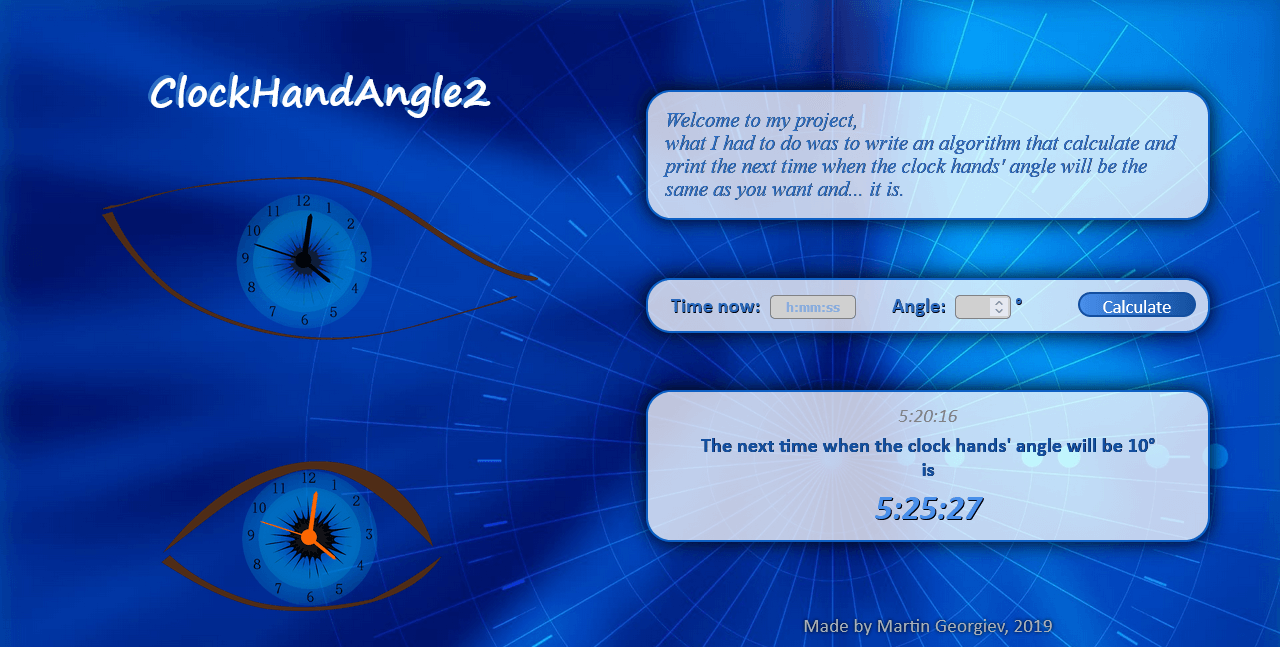 ClockHandAngle2
Welcome to my project,
what I had to do was to write an algorithm that calculate and
print the next time when the clock hands' angle will be the
same as you want and... it is.
12
1
2
3
4
5
6
7
8
9
10
11
Time now: h:mm:ss Angle: ° Calculate
5:20:16
The next time when the clock hands' angle will be 10°
is
5:25:27
12
1
2
3
4
5
6
7
8
9
10
11
Made by Martin Georgiev, 2019